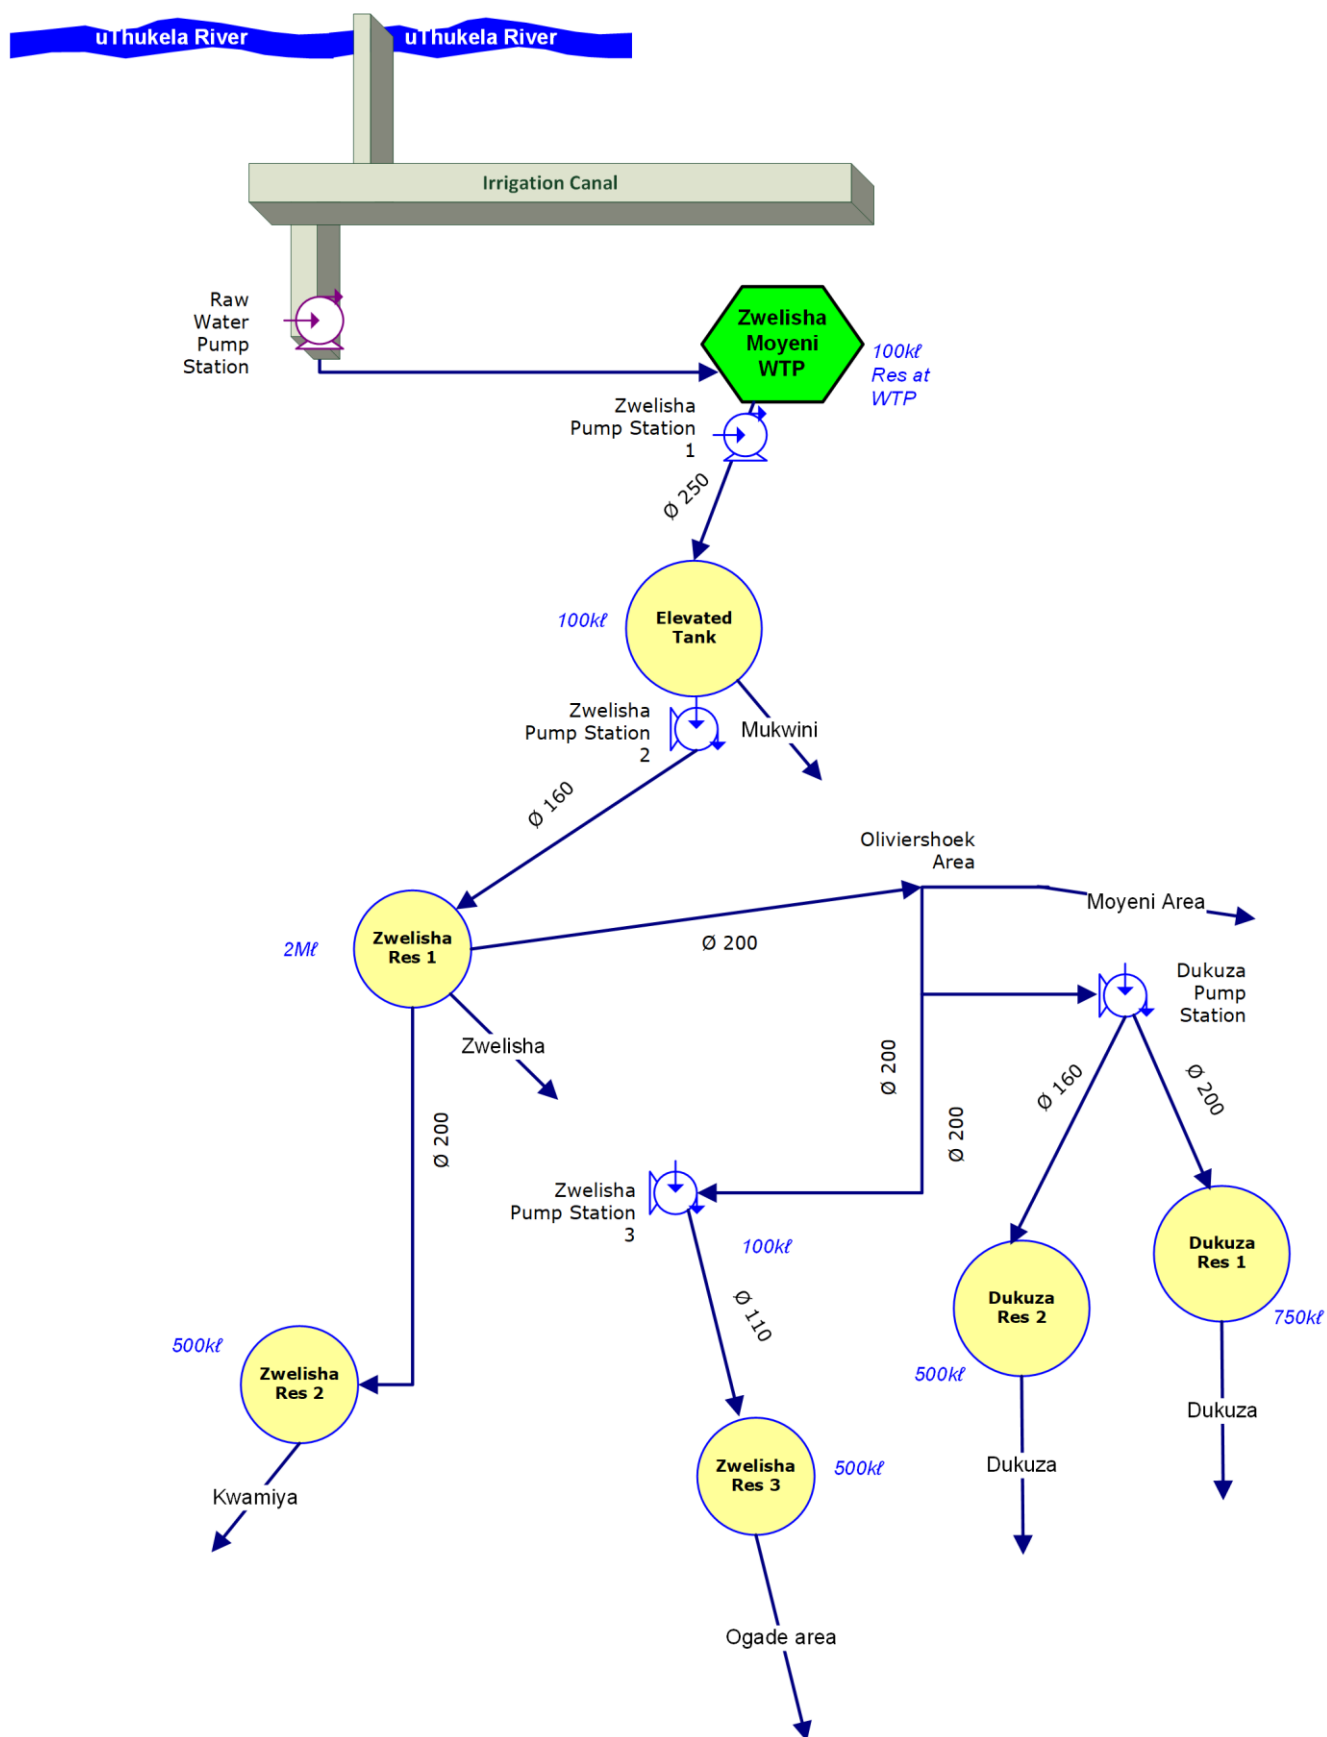 uThukela River
uThukela River
Irrigation Canal
Raw
Water
Pump
Station
Zwelisha
Moyeni
WTP
100kℓ
Res at
WTP
Zwelisha
Pump Station
1
Ø 250
100kℓ
Elevated
Tank
Zwelisha
Pump Station
2
Mukwini
Ø 160
Oliviershoek
Area
Moyeni Area
2Mℓ
Zwelisha
Res 1
Ø 200
Dukuza
Pump
Station
Zwelisha
Ø 200
Ø 200
Ø 200
Ø 160
Ø 200
Zwelisha
Pump Station
3
100kℓ
Ø 110
Dukuza
Res 1
750kℓ
Dukuza
Res 2
500kℓ
500kℓ
Zwelisha
Res 2
Dukuza
Dukuza
Zwelisha
Res 3
500kℓ
Kwamiya
Ogade area